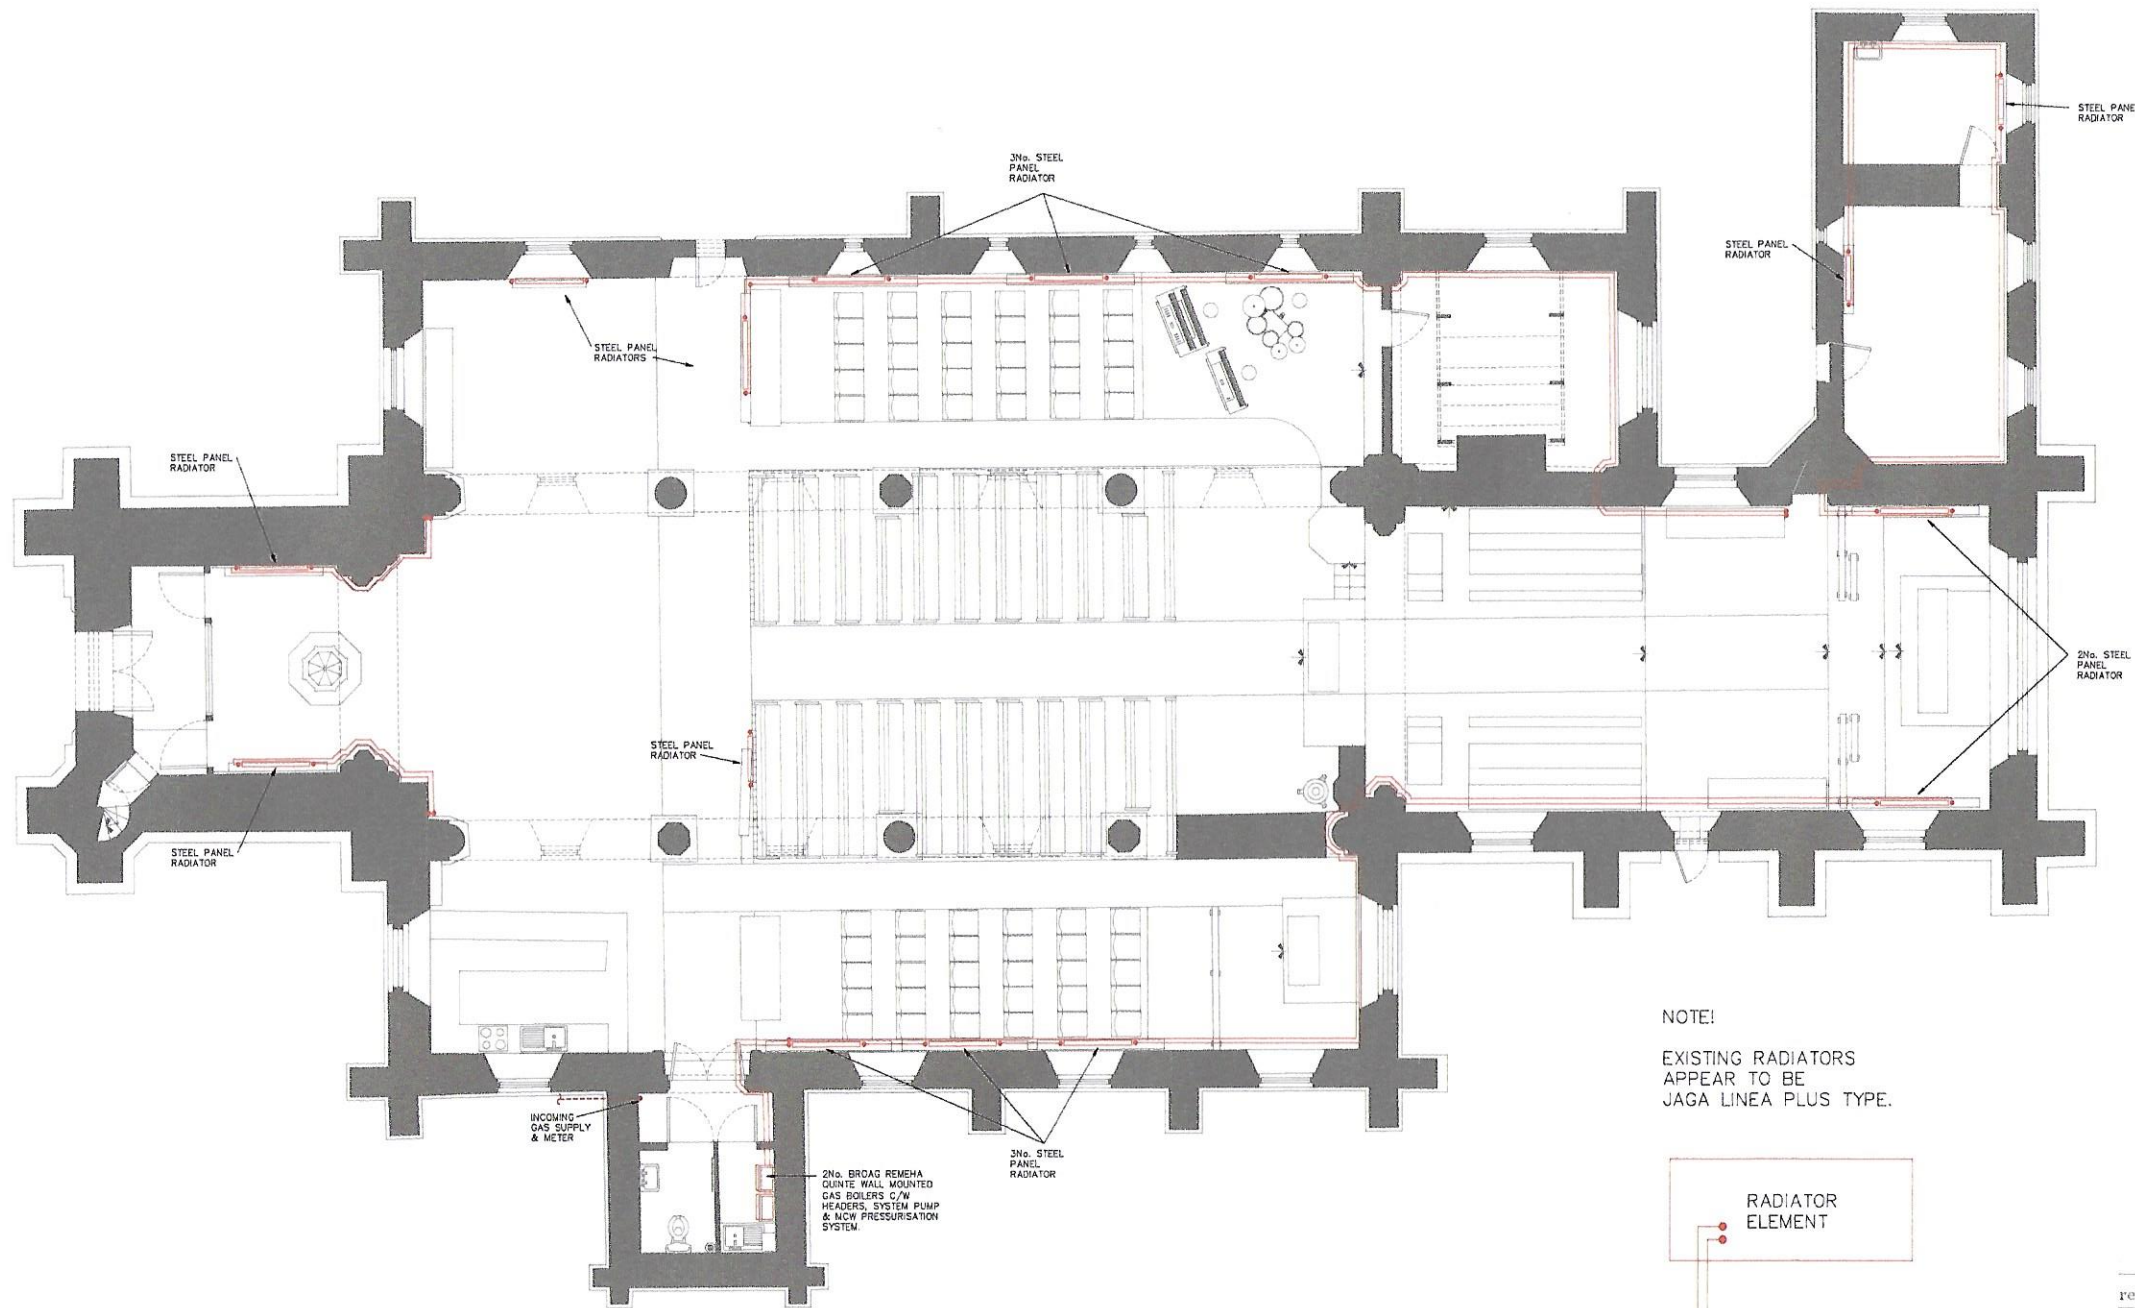 STEEL PANE
RADIATOR
3No. STEEL
PANEL
RADIATOR
STEEL PANEL
RADIATOR
STEEL PANEL
RADIATORS
STEEL PANEL
RADIATOR
2No. STEEL
PANEL
RADIATOR
STEEL PANEL
RADIATOR
STEEL PANEL
RADIATOR
NOTE!
EXISTING RADIATORS
APPEAR TO BE
JAGA LINEA PLUS TYPE.
INCOMING
GAS SUPPLY
& METER
3No. STEEL
PANEL
RADIATOR
2No. BROAG REMEHA
QUINTE WALL MOUNTED
GAS BOILERS C/W
HEADERS, SYSTEM PUMP
& MCW PRESSURISATION
SYSTEM.
RADIATOR
ELEMENT
re